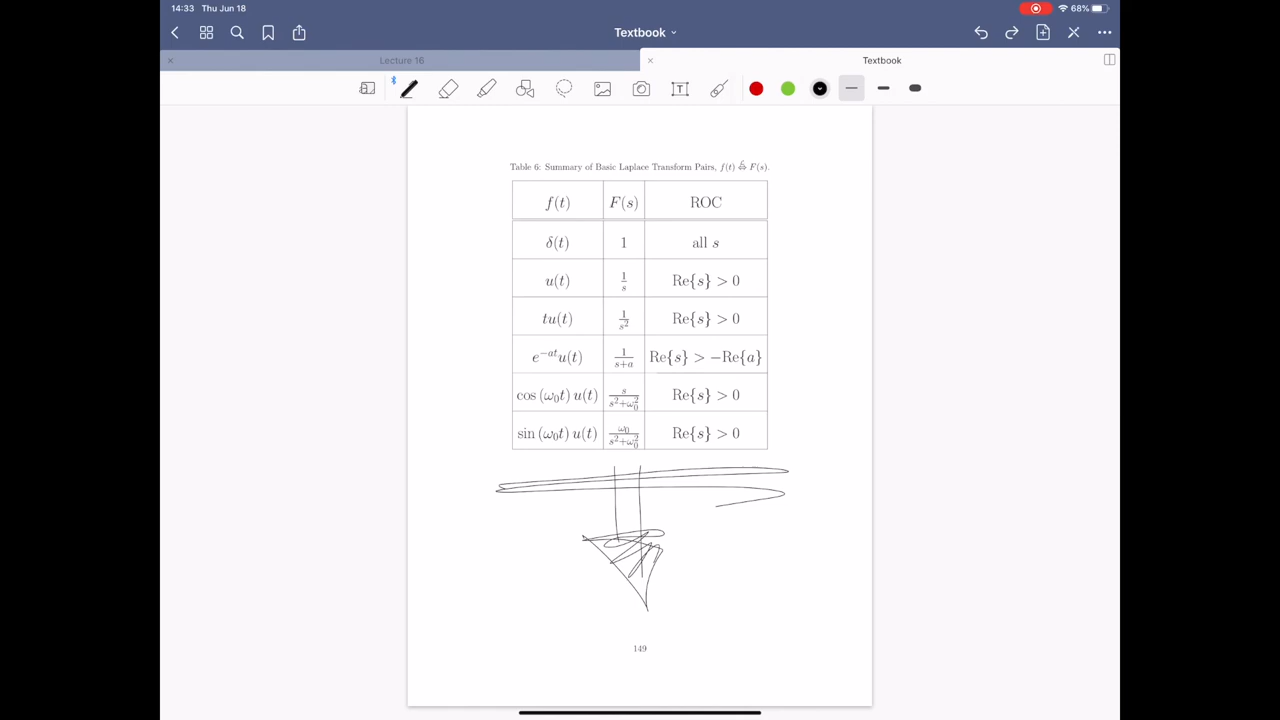 14:33 Thu Jun 18 68%
Textbook
Lecture 16 Textbook
T
Table 6: Summary of Basic Laplace Transform Pairs, f(t) ⇔ℒ F(s).
f(t) F(s) ROC
δ(t) 1 all s
u(t) 1/s Re{s} > 0
tu(t) 1/s² Re{s} > 0
e^{−at}u(t) 1/(s+a) Re{s} > −Re{a}
cos (ω₀t) u(t) s/(s²+ω₀²) Re{s} > 0
sin (ω₀t) u(t) ω₀/(s²+ω₀²) Re{s} > 0
149